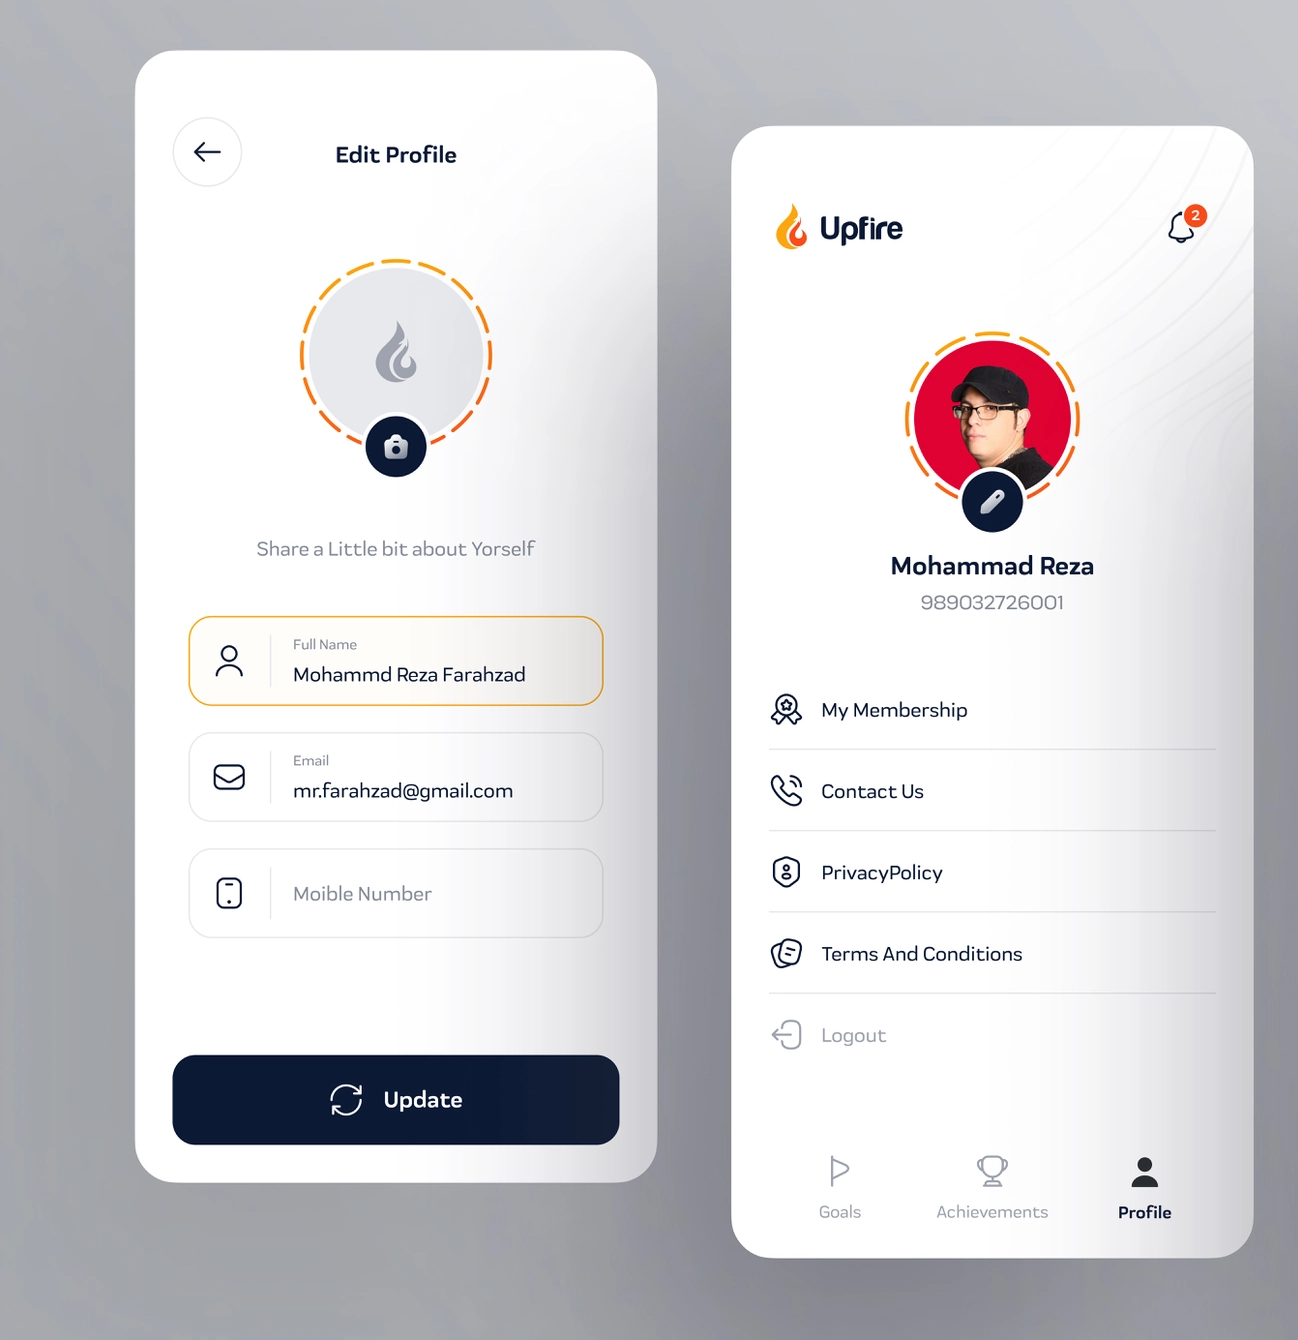 Edit Profile
Share a Little bit about Yorself
Full Name
Mohammd Reza Farahzad
Email
mr.farahzad@gmail.com
Moible Number
Update
Upfire
2
Mohammad Reza
989032726001
My Membership
Contact Us
PrivacyPolicy
Terms And Conditions
Logout
Goals
Achievements
Profile